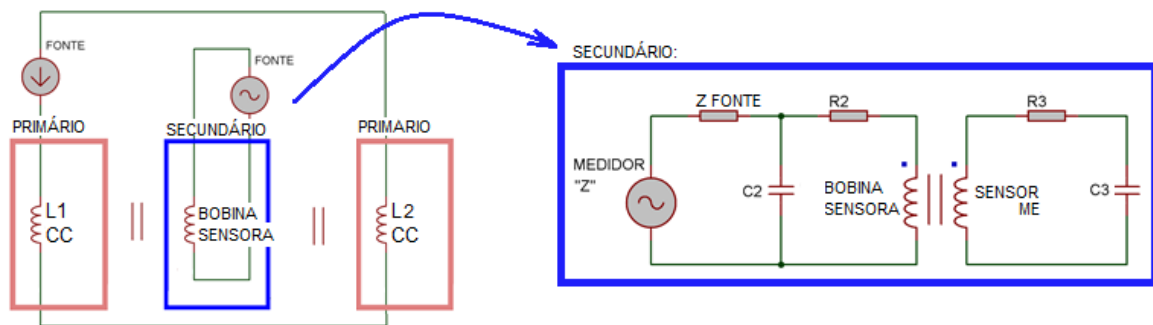 FONTE
FONTE
PRIMÁRIO
SECUNDÁRIO
PRIMARIO
L1
CC
BOBINA
SENSORA
L2
CC
SECUNDÁRIO:
Z FONTE
R2
R3
MEDIDOR
"Z"
C2
BOBINA
SENSORA
SENSOR
ME
C3